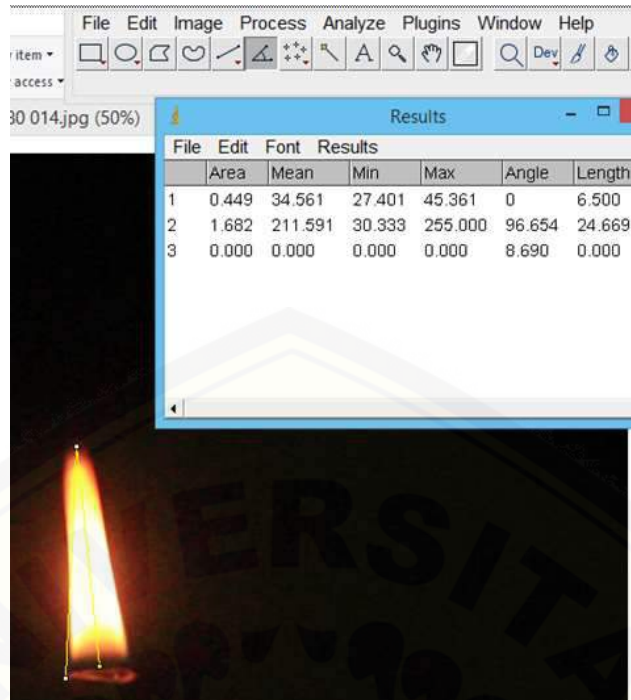 File Edit Image Process Analyze Plugins Window Help
item
access
A
Dev
30 014.jpg (50%)
Results
File Edit Font Results
Area Mean Min Max Angle Length
1 0.449 34.561 27.401 45.361 0 6.500
2 1.682 211.591 30.333 255.000 96.654 24.669
3 0.000 0.000 0.000 0.000 8.690 0.000